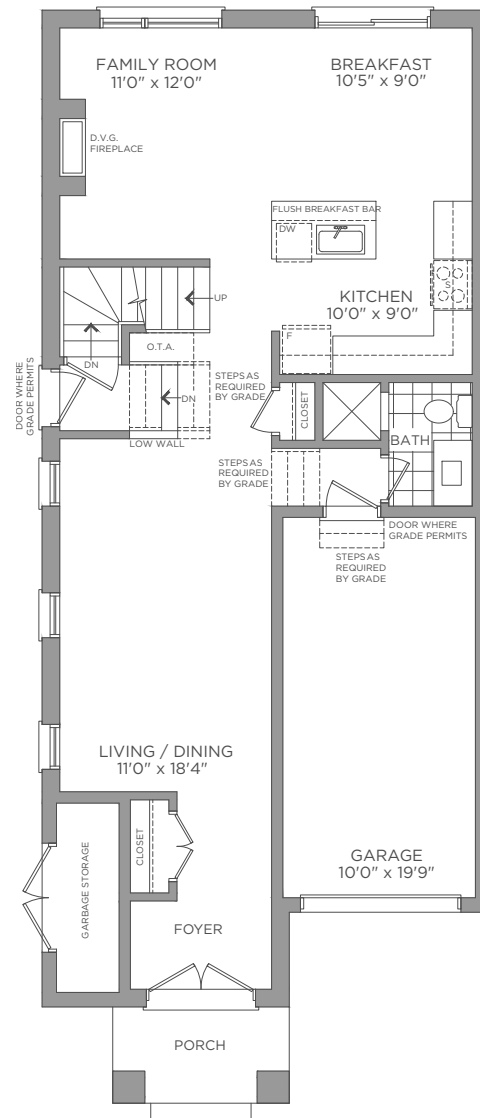 FAMILY ROOM
11'0" x 12'0"
BREAKFAST
10'5" x 9'0"
D.V.G.
FIREPLACE
FLUSH BREAKFAST BAR
DW
S
KITCHEN
10'0" x 9'0"
F
UP
O.T.A.
DN
DN
DOOR WHERE
GRADE PERMITS
STEPS AS
REQUIRED
BY GRADE
CLOSET
BATH
LOW WALL
STEPS AS
REQUIRED
BY GRADE
DOOR WHERE
GRADE PERMITS
STEPS AS
REQUIRED
BY GRADE
LIVING / DINING
11'0" x 18'4"
CLOSET
GARBAGE STORAGE
GARAGE
10'0" x 19'9"
FOYER
PORCH